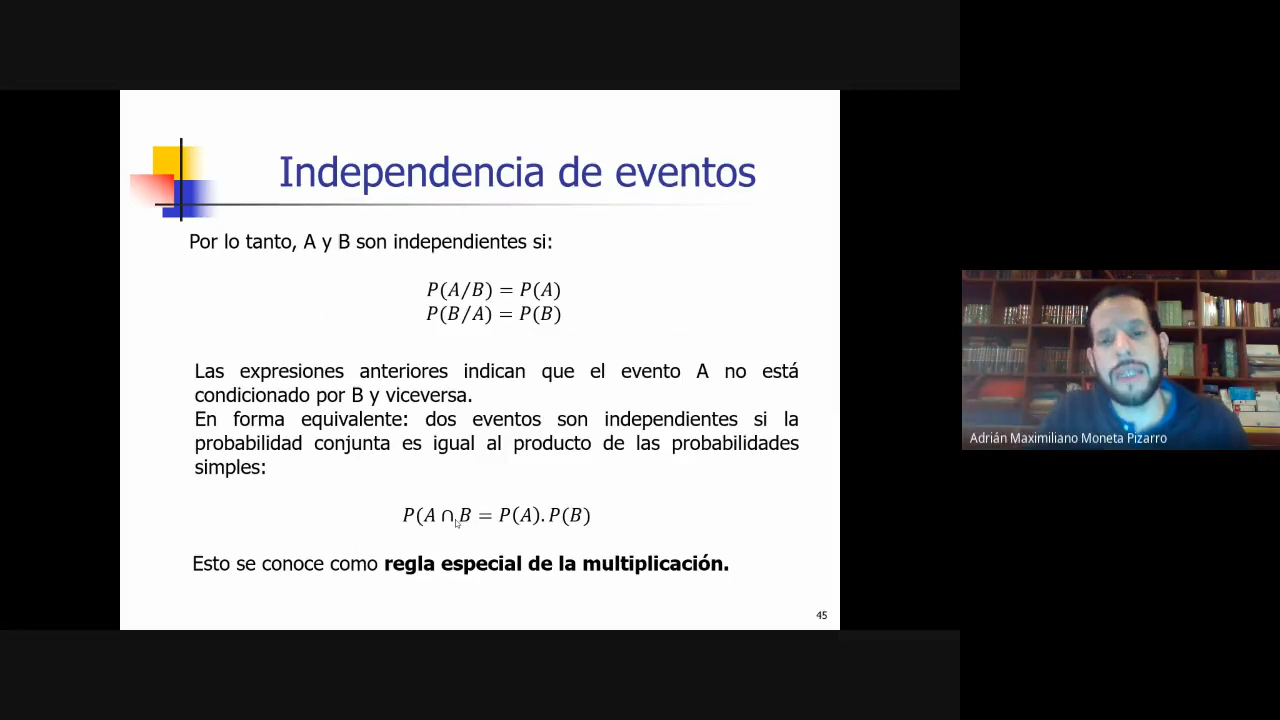 Independencia de eventos
Por lo tanto, A y B son independientes si:
P(A/B) = P(A)
P(B/A) = P(B)
Las expresiones anteriores indican que el evento A no está
condicionado por B y viceversa.
En forma equivalente: dos eventos son independientes si la
probabilidad conjunta es igual al producto de las probabilidades
simples:
P(A ∩ B = P(A). P(B)
Esto se conoce como regla especial de la multiplicación.
45
Adrián Maximiliano Moneta Pizarro